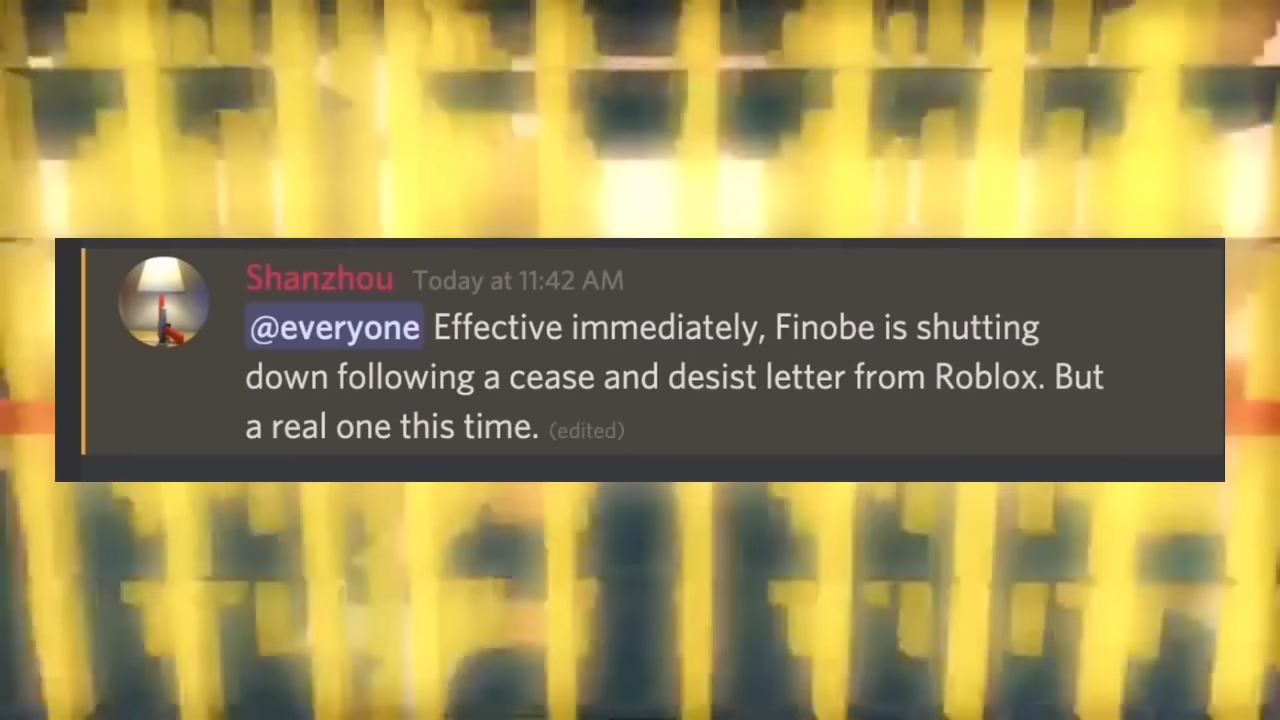 Shanzhou Today at 11:42 AM
@everyone Effective immediately, Finobe is shutting
down following a cease and desist letter from Roblox. But
a real one this time. (edited)